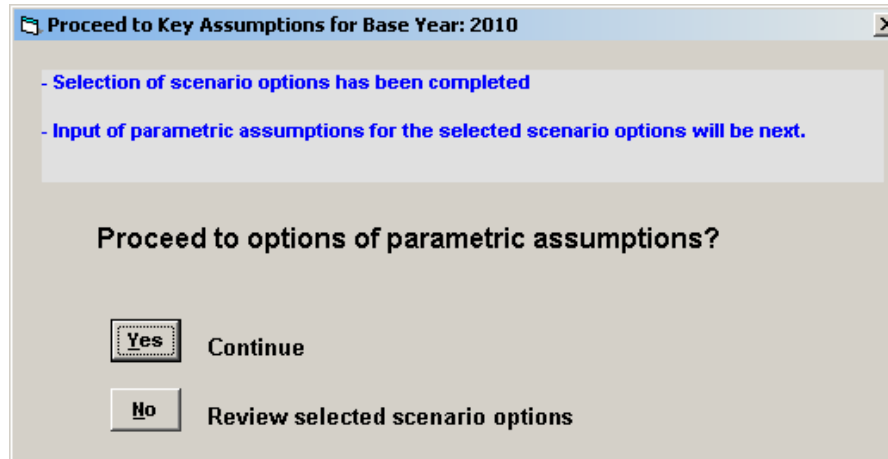 Proceed to Key Assumptions for Base Year: 2010
- Selection of scenario options has been completed
- Input of parametric assumptions for the selected scenario options will be next.
Proceed to options of parametric assumptions?
Yes Continue
No Review selected scenario options